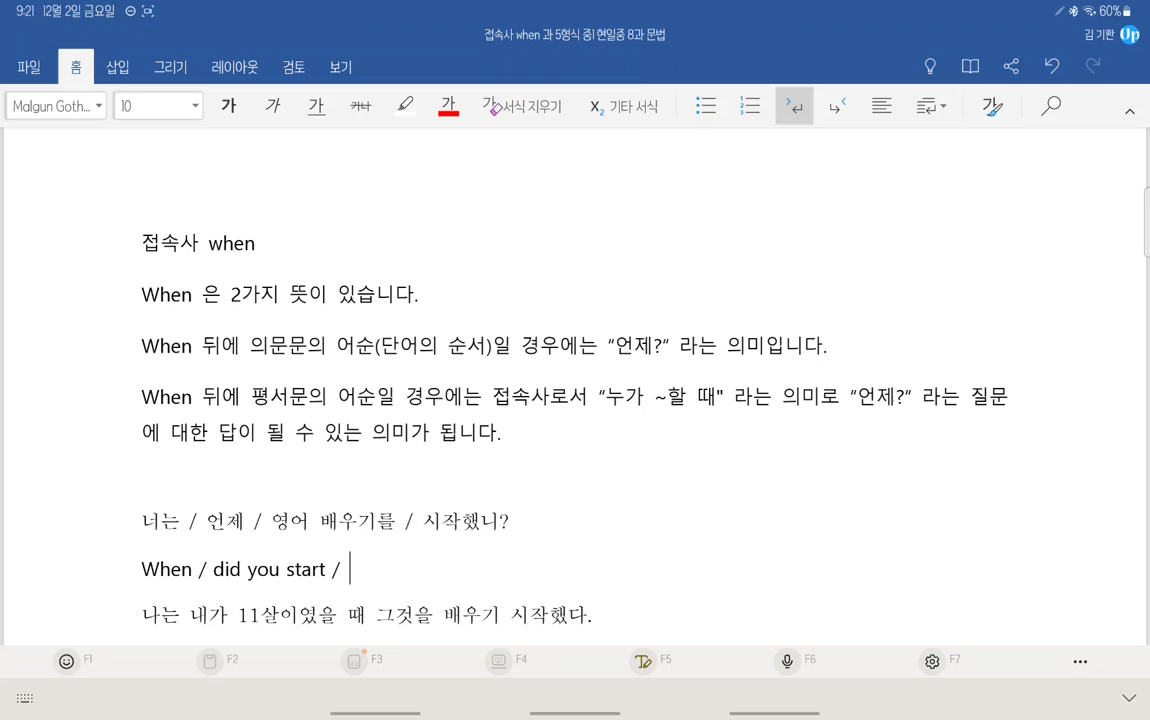 9:21 12월 2일 금요일
60%
접속사 when 과 5형식 중1 현일중 8과 문법
김 기환 Up
파일 홈 삽입 그리기 레이아웃 검토 보기
Malgun Goth... 10 가 가 가 가나 가 가 서식 지우기 X₂ 기타 서식 가
접속사 when
When 은 2가지 뜻이 있습니다.
When 뒤에 의문문의 어순(단어의 순서)일 경우에는 “언제?“ 라는 의미입니다.
When 뒤에 평서문의 어순일 경우에는 접속사로서 “누가 ~할 때" 라는 의미로 “언제?” 라는 질문
에 대한 답이 될 수 있는 의미가 됩니다.
너는 / 언제 / 영어 배우기를 / 시작했니?
When / did you start /
나는 내가 11살이였을 때 그것을 배우기 시작했다.
F1 F2 F3 F4 F5 F6 F7